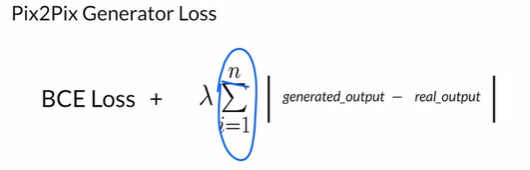 Pix2Pix Generator Loss
BCE Loss + λ∑ⁿᵢ₌₁ | generated_output − real_output |